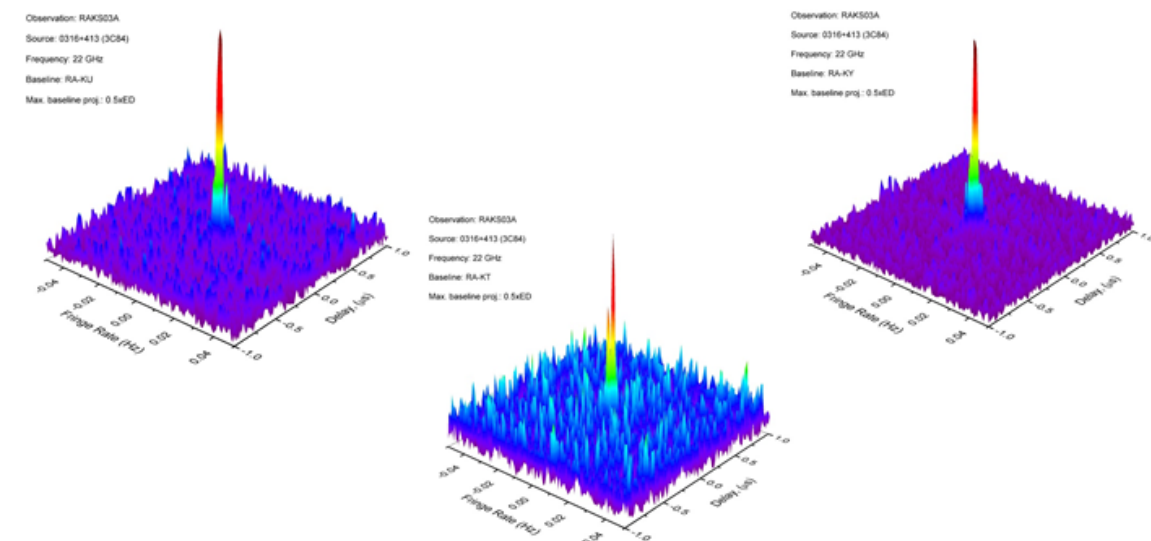 Observation: RAKS03A
Source: 0316+413 (3C84)
Frequency: 22 GHz
Baseline: RA-KU
Max. baseline proj.: 0.5xED
-0.04
-0.02
0.00
0.02
0.04
Fringe Rate (Hz)
-1.0
-0.5
0.0
0.5
1.0
Delay, (μs)
Observation: RAKS03A
Source: 0316+413 (3C84)
Frequency: 22 GHz
Baseline: RA-KT
Max. baseline proj.: 0.5xED
-0.04
-0.02
0.00
0.02
0.04
Fringe Rate (Hz)
-1.0
-0.5
0.0
0.5
1.0
Delay, (μs)
Observation: RAKS03A
Source: 0316+413 (3C84)
Frequency: 22 GHz
Baseline: RA-KY
Max. baseline proj.: 0.5xED
-0.04
-0.02
0.00
0.02
0.04
Fringe Rate (Hz)
-1.0
-0.5
0.0
0.5
1.0
Delay, (μs)